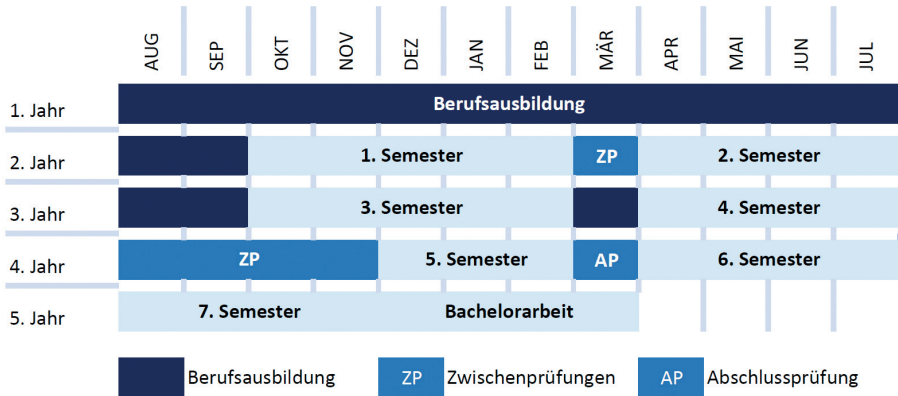 AUG SEP OKT NOV DEZ JAN FEB MÄR APR MAI JUN JUL
1. Jahr Berufsausbildung
2. Jahr 1. Semester ZP 2. Semester
3. Jahr 3. Semester 4. Semester
4. Jahr ZP 5. Semester AP 6. Semester
5. Jahr 7. Semester Bachelorarbeit
Berufsausbildung ZP Zwischenprüfungen AP Abschlussprüfung